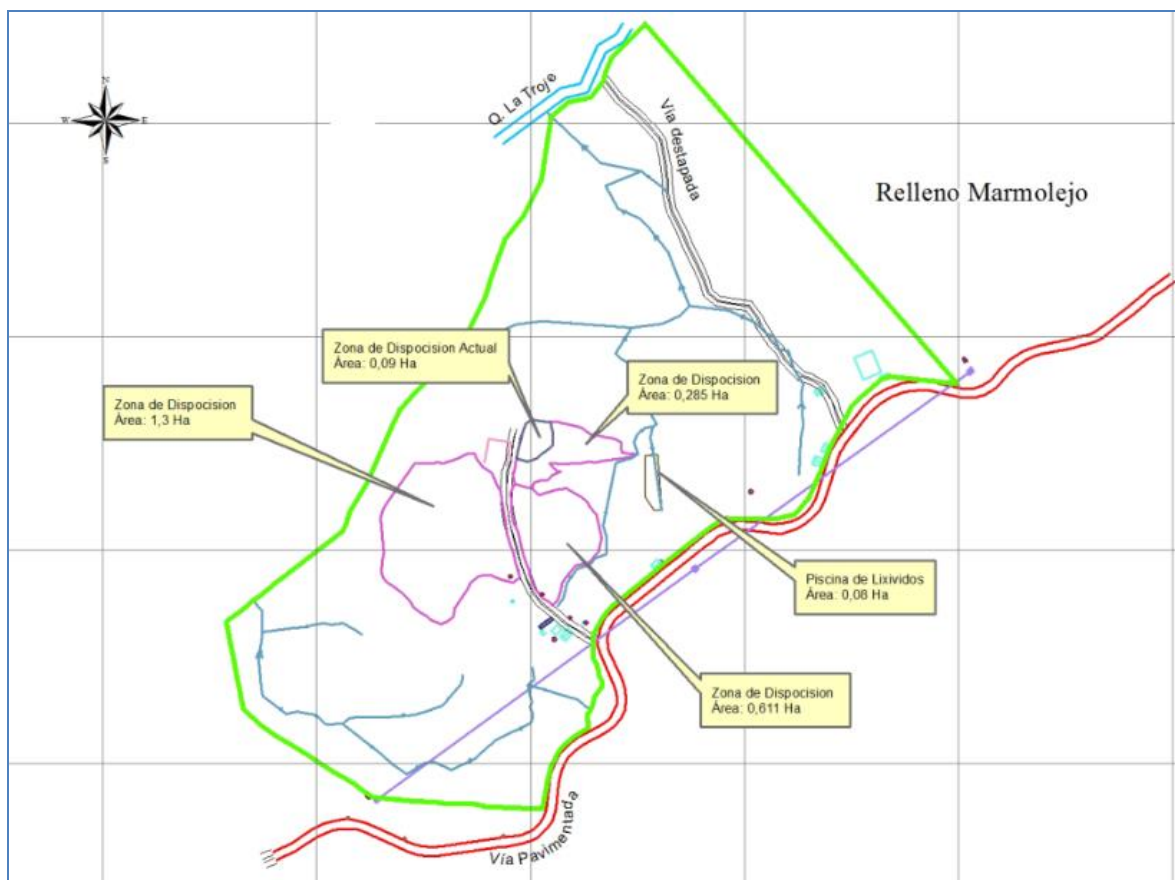 N
W
E
S
Q. La Troje
Vía destapada
Relleno Marmolejo
Zona de Dispocision Actual
Área: 0,09 Ha
Zona de Dispocision
Área: 0,285 Ha
Zona de Dispocision
Área: 1,3 Ha
Piscina de Lixividos
Área: 0,08 Ha
Zona de Dispocision
Área: 0,611 Ha
Vía Pavimentada